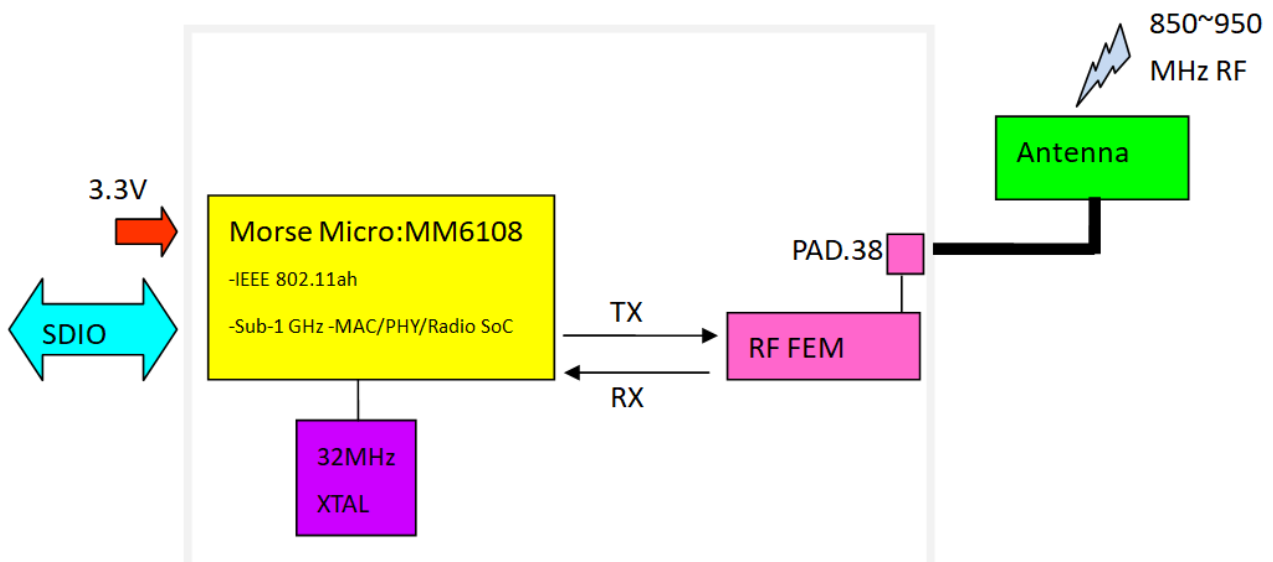 850~950
MHz RF
Antenna
3.3V
Morse Micro:MM6108
-IEEE 802.11ah
-Sub-1 GHz -MAC/PHY/Radio SoC
PAD.38
SDIO
TX
RF FEM
RX
32MHz
XTAL